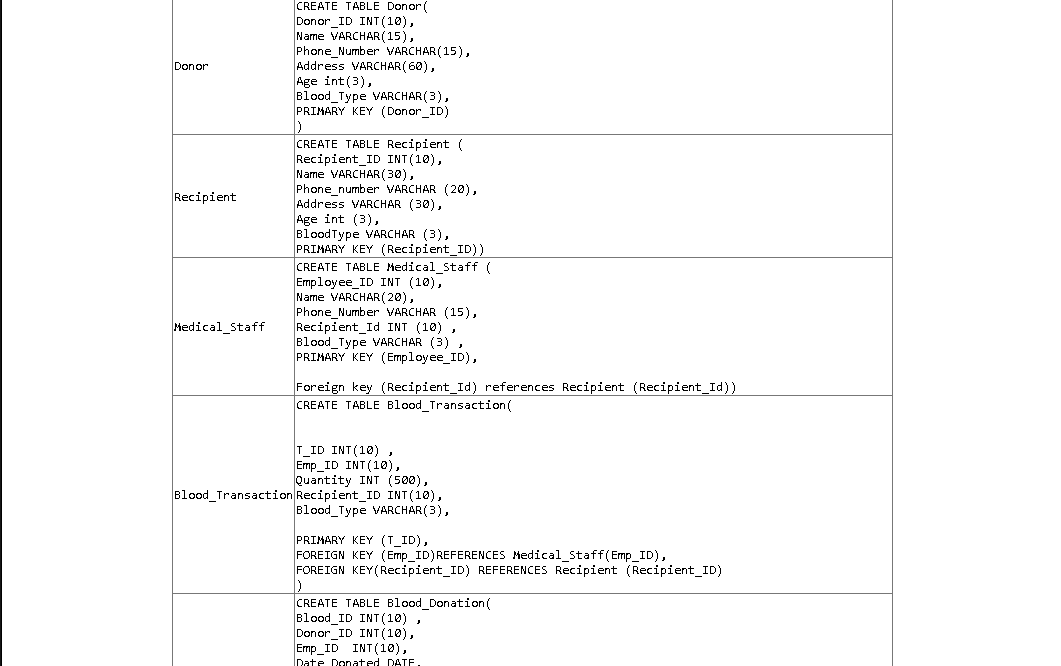 CREATE TABLE Donor(
Donor_ID INT(10),
Name VARCHAR(15),
Phone_Number VARCHAR(15),
Donor
Address VARCHAR(60),
Age int(3),
Blood_Type VARCHAR(3),
PRIMARY KEY (Donor_ID)
)
CREATE TABLE Recipient (
Recipient_ID INT(10),
Name VARCHAR(30),
Phone_number VARCHAR (20),
Recipient
Address VARCHAR (30),
Age int (3),
BloodType VARCHAR (3),
PRIMARY KEY (Recipient_ID))
CREATE TABLE Medical_Staff (
Employee_ID INT (10),
Name VARCHAR(20),
Phone_Number VARCHAR (15),
Medical_Staff
Recipient_Id INT (10) ,
Blood_Type VARCHAR (3) ,
PRIMARY KEY (Employee_ID),
Foreign key (Recipient_Id) references Recipient (Recipient_Id))
CREATE TABLE Blood_Transaction(
T_ID INT(10) ,
Emp_ID INT(10),
Quantity INT (500),
Blood_Transaction
Recipient_ID INT(10),
Blood_Type VARCHAR(3),
PRIMARY KEY (T_ID),
FOREIGN KEY (Emp_ID)REFERENCES Medical_Staff(Emp_ID),
FOREIGN KEY(Recipient_ID) REFERENCES Recipient (Recipient_ID)
)
CREATE TABLE Blood_Donation(
Blood_ID INT(10) ,
Donor_ID INT(10),
Emp_ID  INT(10),
Date_Donated DATE,